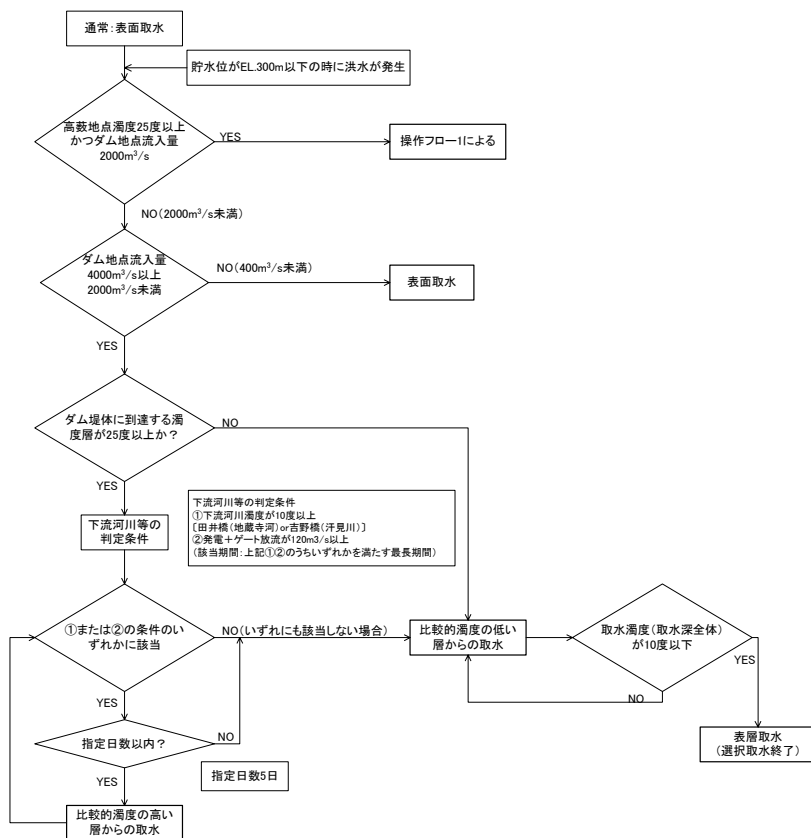 通常：表面取水
貯水位がEL.300m以下の時に洪水が発生
高薮地点濁度25度以上
かつダム地点流入量
2000m³/s
YES
操作フロー1による
NO（2000m³/s未満）
ダム地点流入量
4000m³/s以上
2000m³/s未満
NO（400m³/s未満）
表面取水
YES
ダム堤体に到達する濁
度層が25度以上か？
NO
YES
下流河川等の
判定条件
下流河川等の判定条件
①下流河川濁度が10度以上
［田井橋（地蔵寺河）or吉野橋（汗見川）］
②発電＋ゲート放流が120m3/s以上
（該当期間：上記①②のうちいずれかを満たす最長期間）
①または②の条件のい
ずれかに該当
NO（いずれにも該当しない場合）
比較的濁度の低い
層からの取水
取水濁度（取水深全体）
が10度以下
YES
NO
YES
指定日数以内？
NO
表層取水
（選択取水終了）
指定日数5日
YES
比較的濁度の高い
層からの取水